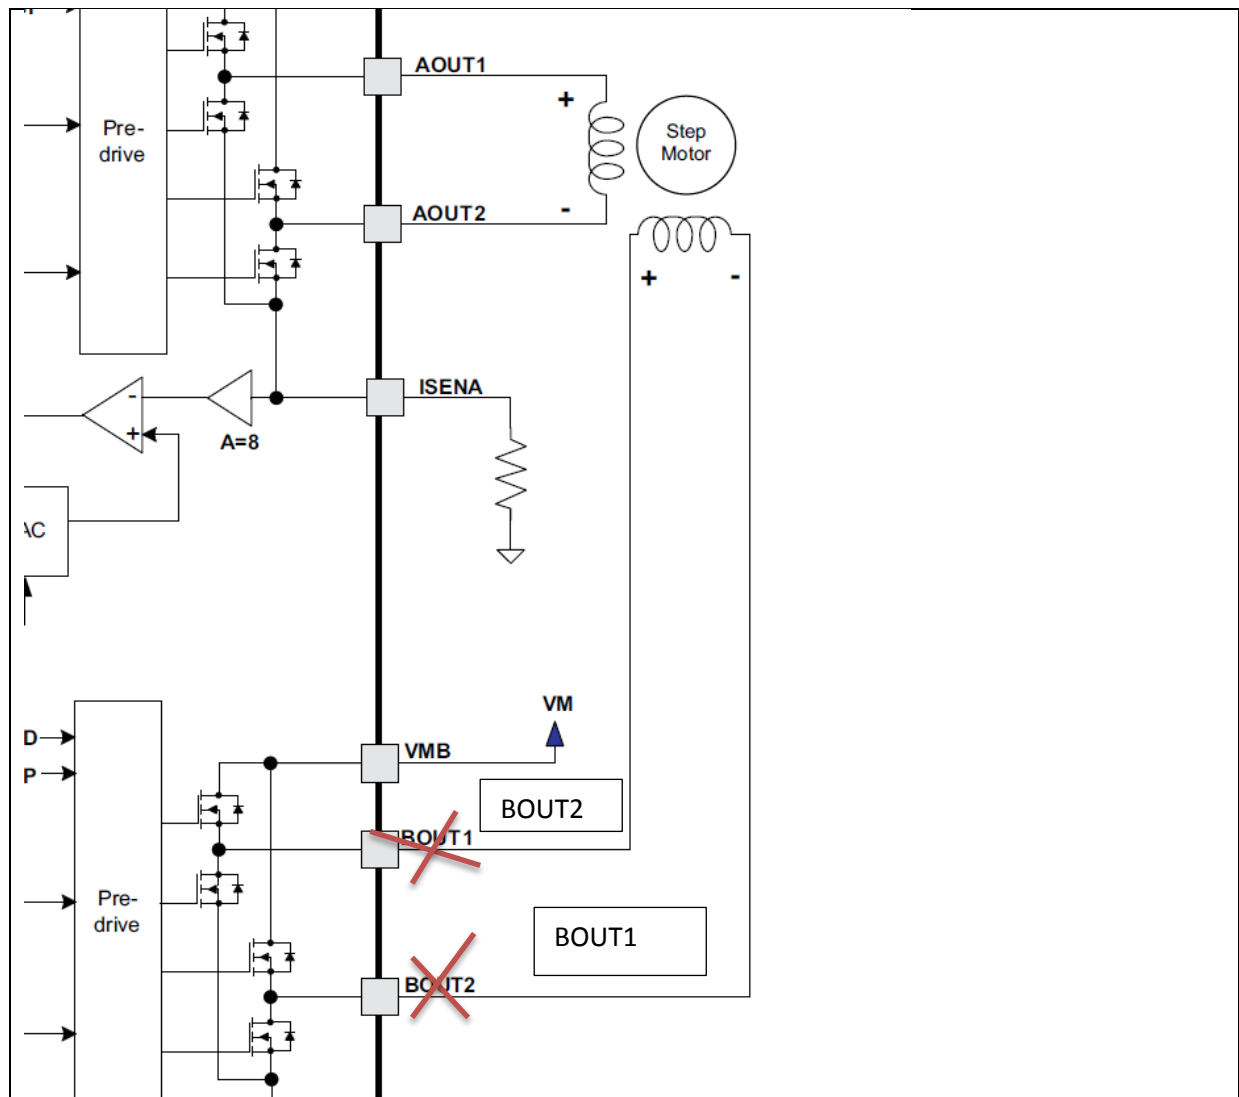 AOUT1
+
Step
Motor
Pre-
drive
-
AOUT2
+ -
ISENA
-
+
A=8
AC
VM
D
VMB
P
BOUT2
BOUT1
Pre-
drive
BOUT1
BOUT2